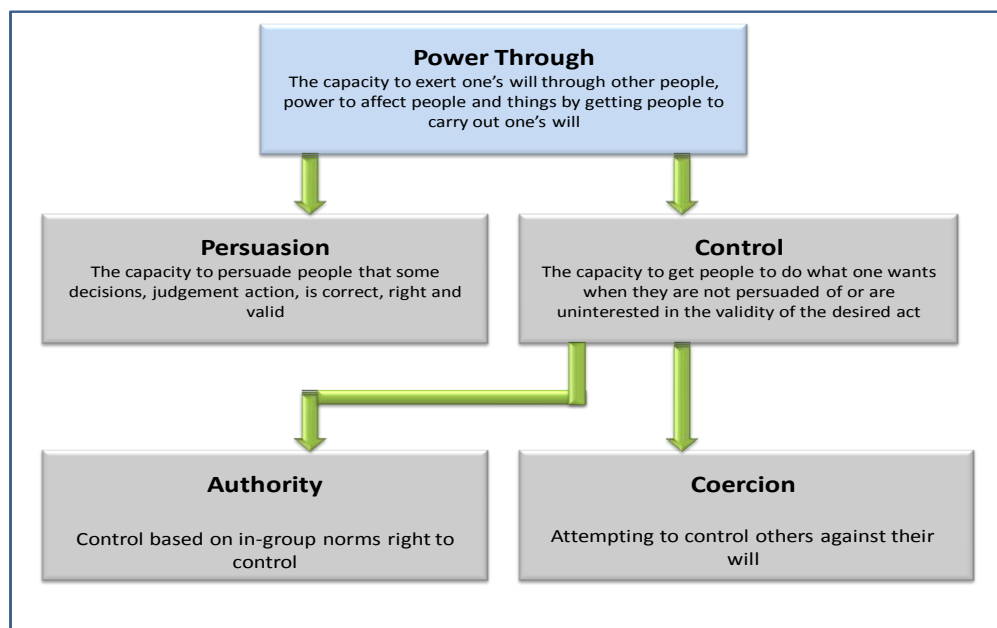 Power Through
The capacity to exert one’s will through other people,
power to affect people and things by getting people to
carry out one’s will
Persuasion
The capacity to persuade people that some
decisions, judgement action, is correct, right and
valid
Control
The capacity to get people to do what one wants
when they are not persuaded of or are
uninterested in the validity of the desired act
Authority
Control based on in-group norms right to
control
Coercion
Attempting to control others against their
will